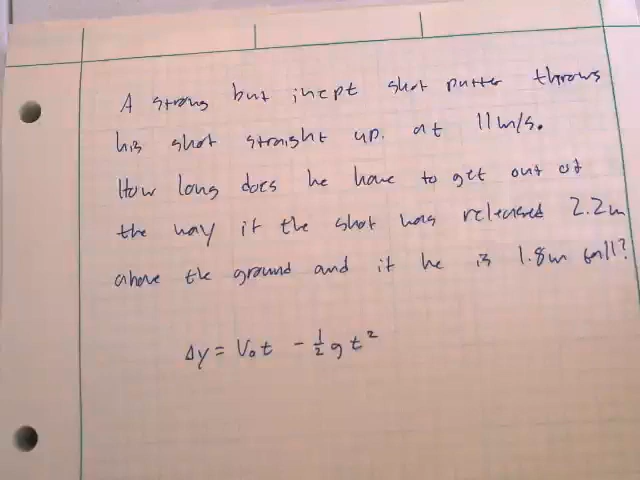 A strong but inept shot putter throws
his shot straight up. at 11 m/s.
How long does he have to get out of
the way if the shot was released 2.2m
above the ground and if he is 1.8m tall?
Δy = V₀t - ½gt²